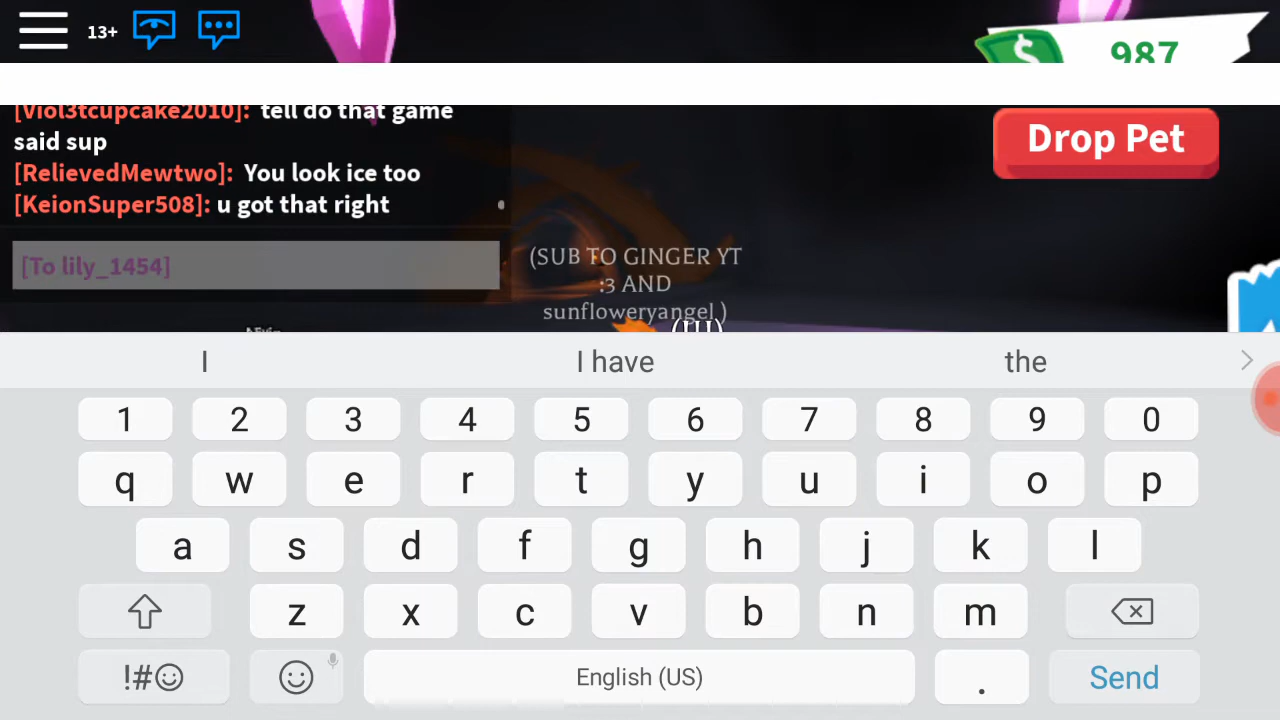 13+
987
[Viol3tcupcake2010]: tell do that game
said sup
[RelievedMewtwo]: You look ice too
[KeionSuper508]: u got that right
Drop Pet
[To lily_1454]
(SUB TO GINGER YT
:3 AND
sunfloweryangel )
I I have the
1 2 3 4 5 6 7 8 9 0
q w e r t y u i o p
a s d f g h j k l
z x c v b n m
!#☺ English (US) . Send